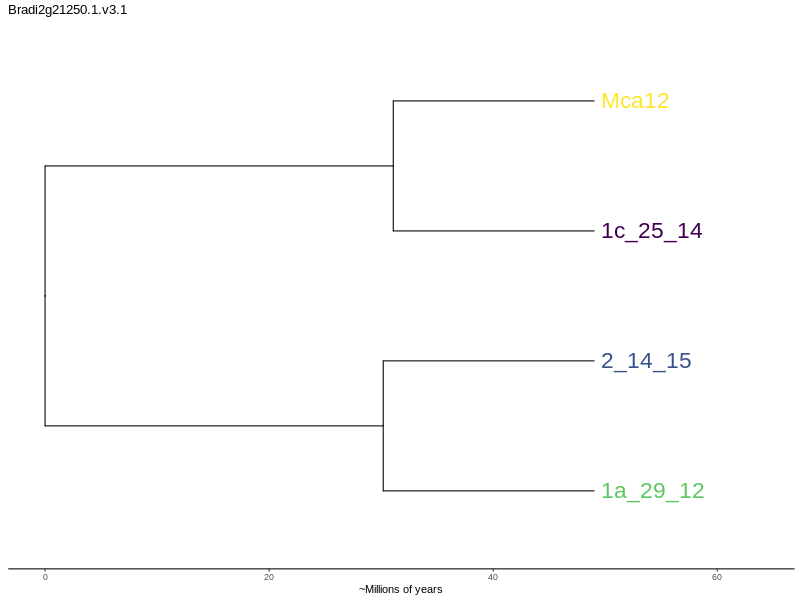 Bradi2g21250.1.v3.1
Mca12
1c_25_14
2_14_15
1a_29_12
0 20 40 60
~Millions of years